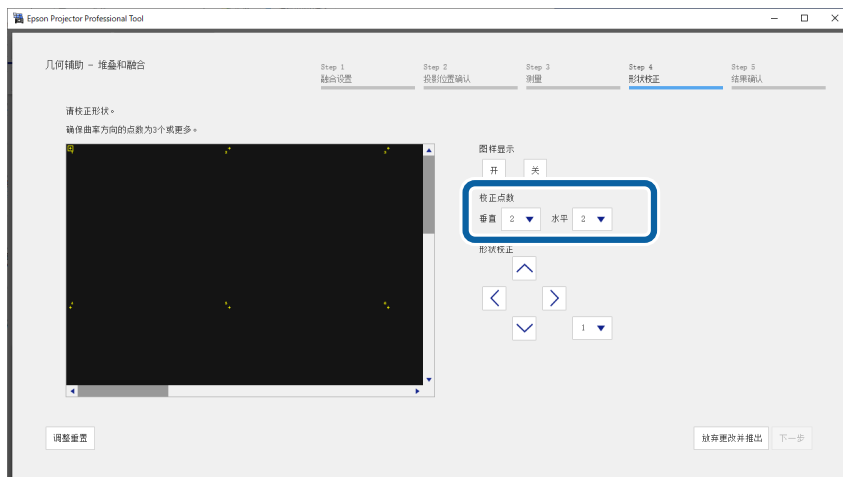 Epson Projector Professional Tool
几何辅助 - 堆叠和融合
Step 1
融合设置
Step 2
投影位置确认
Step 3
测量
Step 4
形状校正
Step 5
结果确认
请校正形状。
确保曲率方向的点数为3个或更多。
图样显示
开 关
校正点数
垂直 2 水平 2
形状校正
1
调整重置
放弃更改并推出 下一步